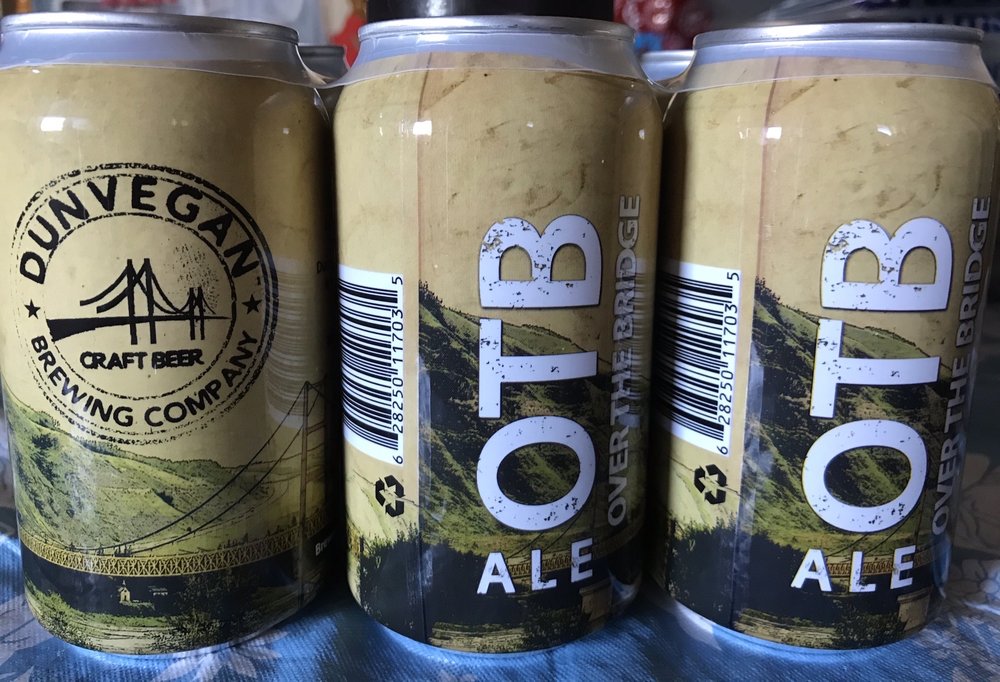 DUNVEGAN
CRAFT BEER
BREWING COMPANY
6 28250 11703 5
OTB
OVER THE BRIDGE
ALE
6 28250 11703 5
OTB
OVER THE BRIDGE
ALE